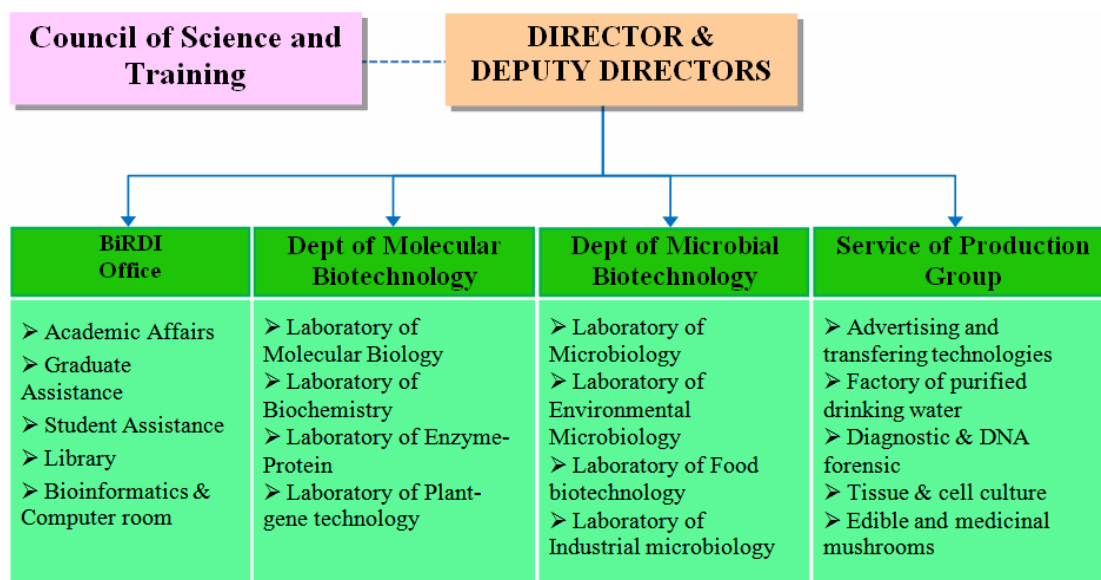 Council of Science and
Training
DIRECTOR &
DEPUTY DIRECTORS
BiRDI
Office
➢ Academic Affairs
➢ Graduate
Assistance
➢ Student Assistance
➢ Library
➢ Bioinformatics &
Computer room
Dept of Molecular
Biotechnology
➢ Laboratory of
Molecular Biology
➢ Laboratory of
Biochemistry
➢ Laboratory of Enzyme-
Protein
➢ Laboratory of Plant-
gene technology
Dept of Microbial
Biotechnology
➢ Laboratory of
Microbiology
➢ Laboratory of
Environmental
Microbiology
➢ Laboratory of Food
biotechnology
➢ Laboratory of
Industrial microbiology
Service of Production
Group
➢ Advertising and
transfering technologies
➢ Factory of purified
drinking water
➢ Diagnostic & DNA
forensic
➢ Tissue & cell culture
➢ Edible and medicinal
mushrooms